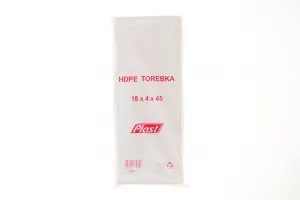 HDPE TOREBKA
18 x 4 x 45
Plast